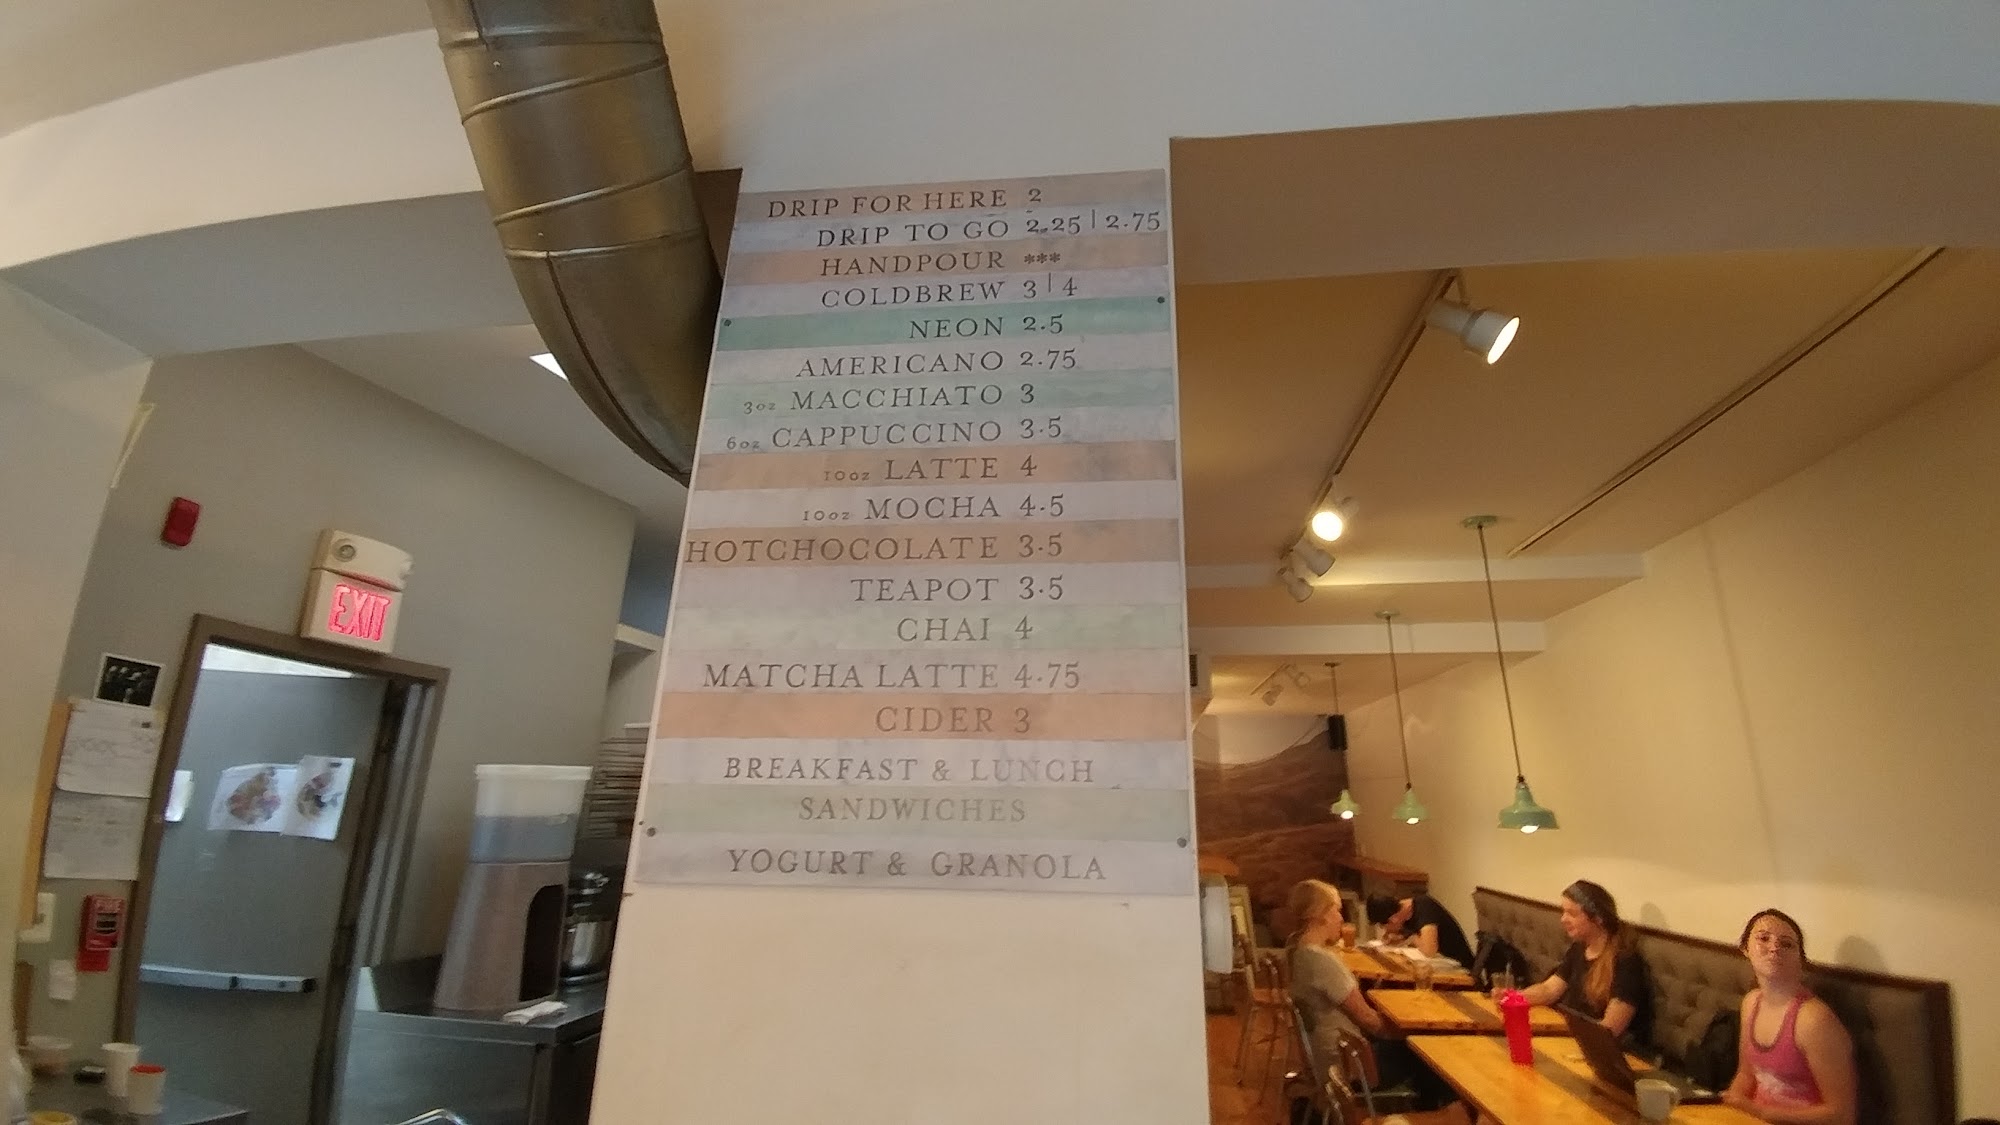 DRIP FOR HERE 2
DRIP TO GO 2.25 | 2.75
HANDPOUR ***
COLDBREW 3 | 4
NEON 2.5
AMERICANO 2.75
3oz MACCHIATO 3
6oz CAPPUCCINO 3.5
10oz LATTE 4
10oz MOCHA 4.5
HOTCHOCOLATE 3.5
TEAPOT 3.5
CHAI 4
MATCHA LATTE 4.75
CIDER 3
BREAKFAST & LUNCH
SANDWICHES
YOGURT & GRANOLA
EXIT
FIRE